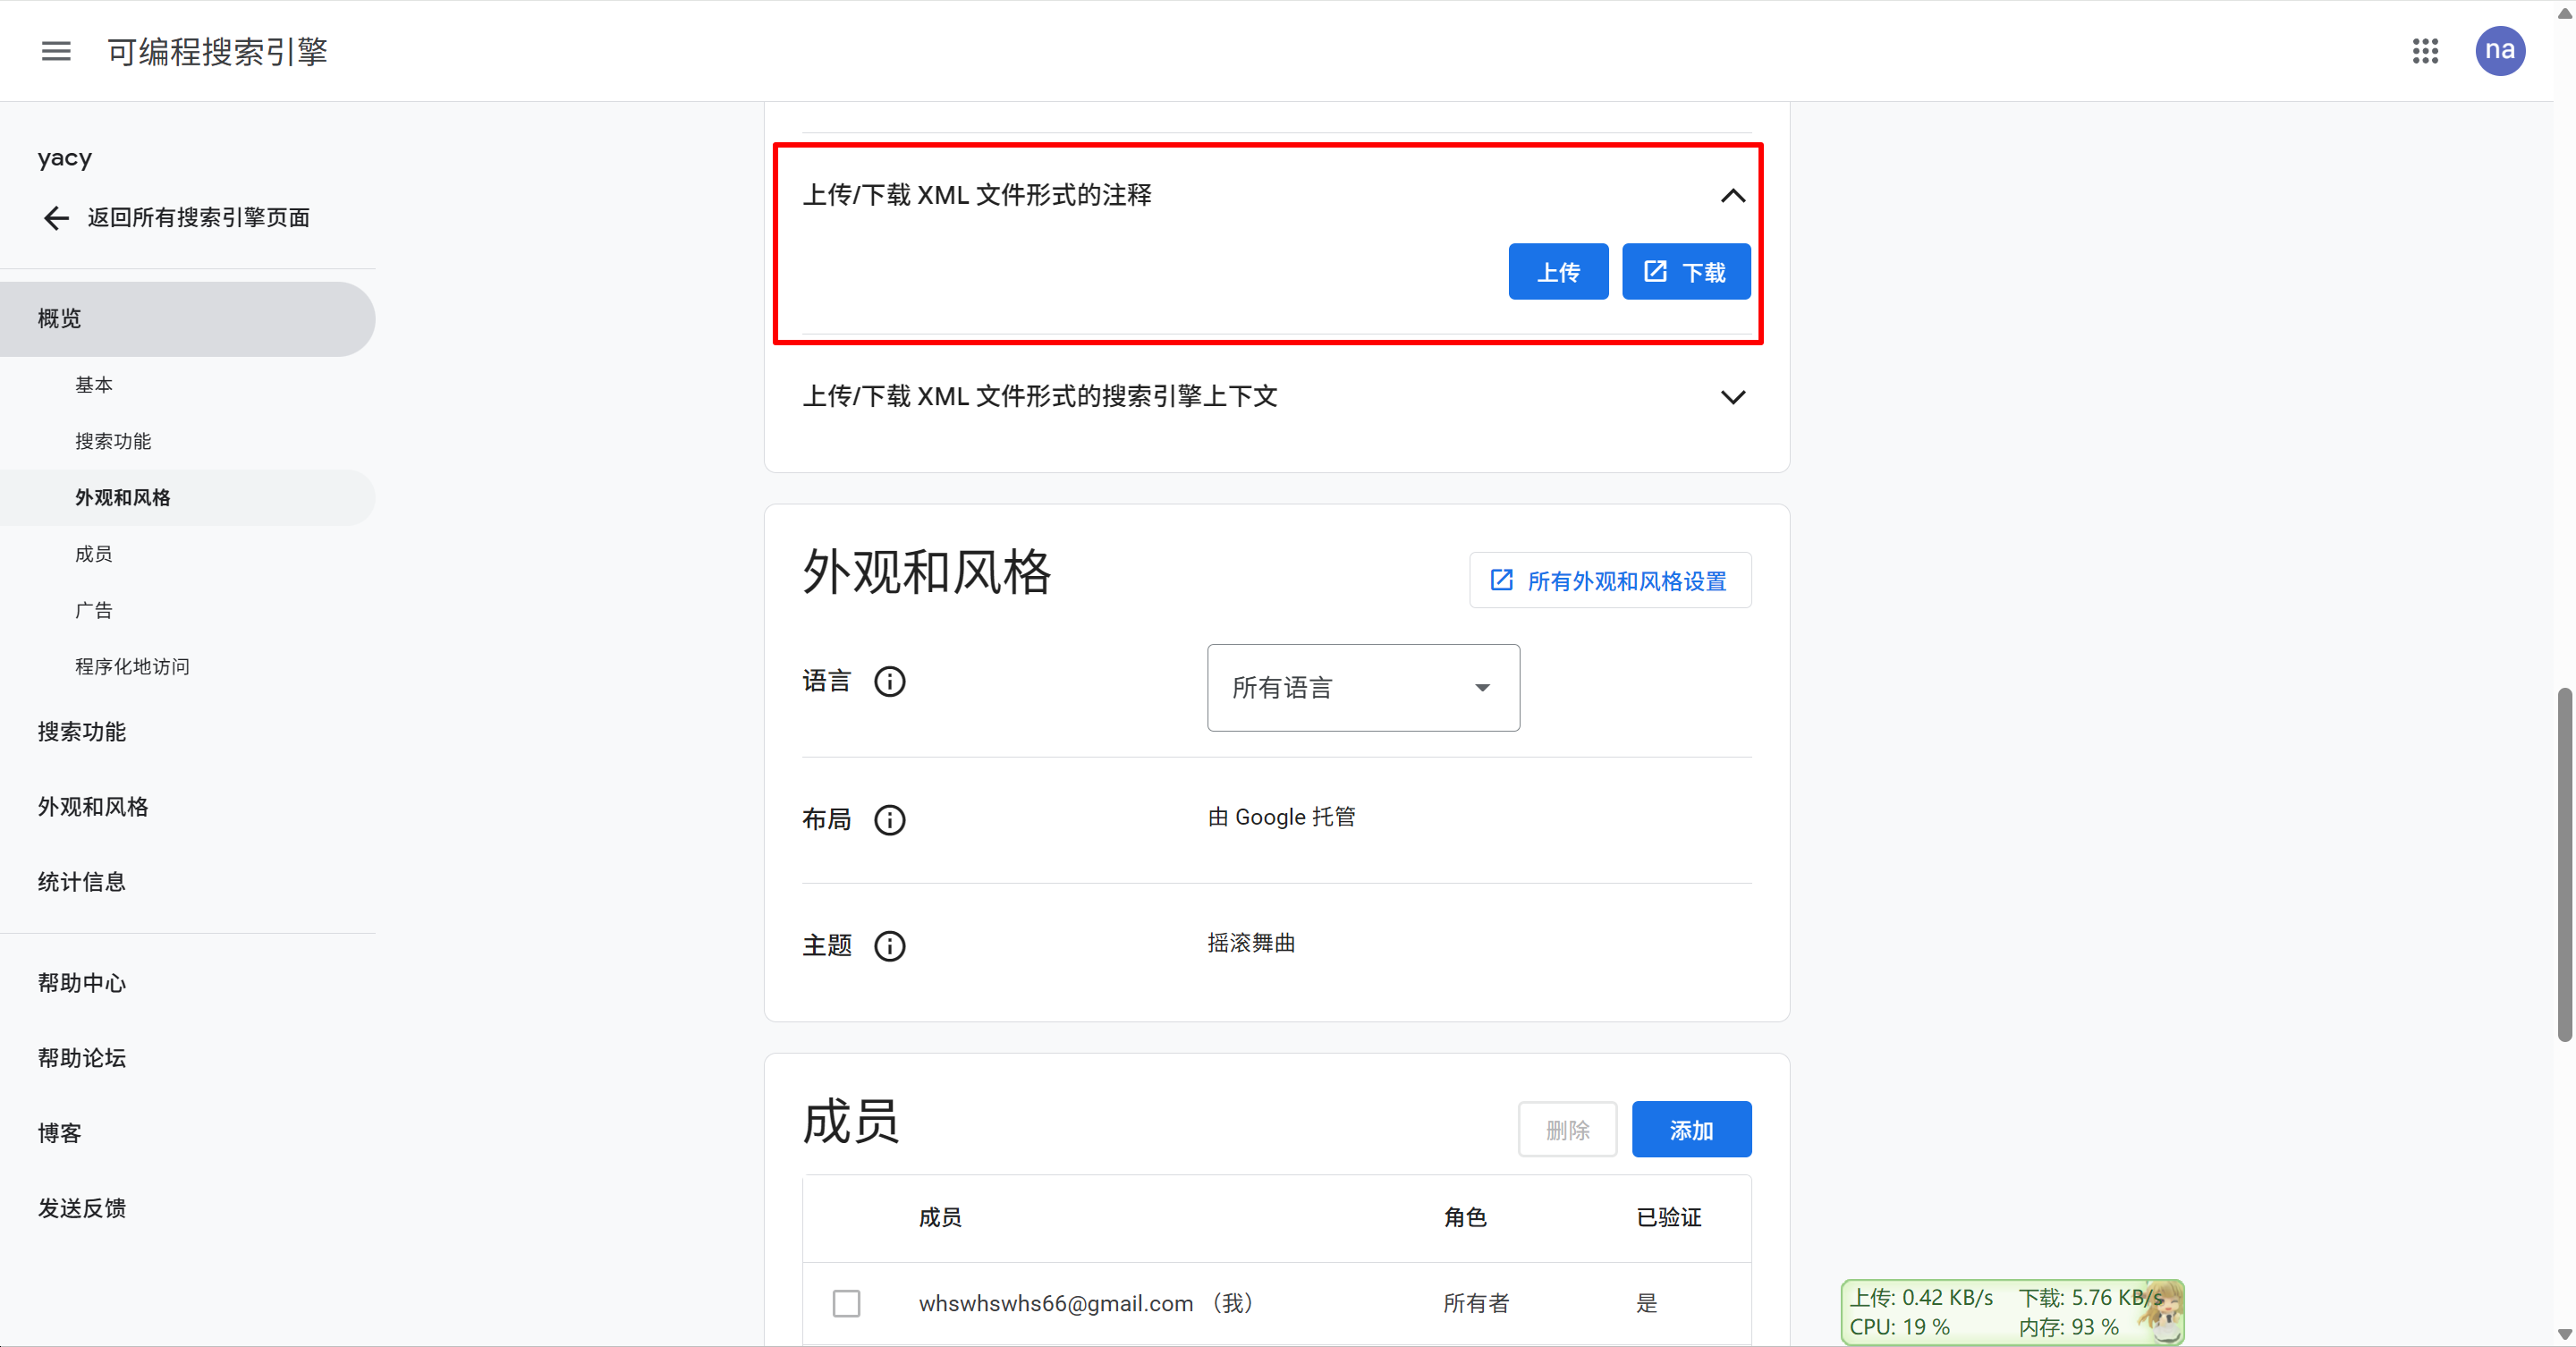 可编程搜索引擎
na
yacy
返回所有搜索引擎页面
概览
基本
搜索功能
外观和风格
成员
广告
程序化地访问
搜索功能
外观和风格
统计信息
帮助中心
帮助论坛
博客
发送反馈
上传/下载 XML 文件形式的注释
上传
下载
上传/下载 XML 文件形式的搜索引擎上下文
外观和风格
所有外观和风格设置
语言
所有语言
布局
由 Google 托管
主题
摇滚舞曲
成员
删除
添加
成员 角色 已验证
whswhswhs66@gmail.com （我） 所有者 是
上传: 0.42 KB/s 下载: 5.76 KB/s
CPU: 19 % 内存: 93 %